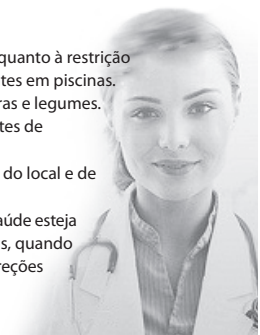 quanto à restrição
tes em piscinas.
ras e legumes.
tes de
do local e de
aúde esteja
s, quando
reções